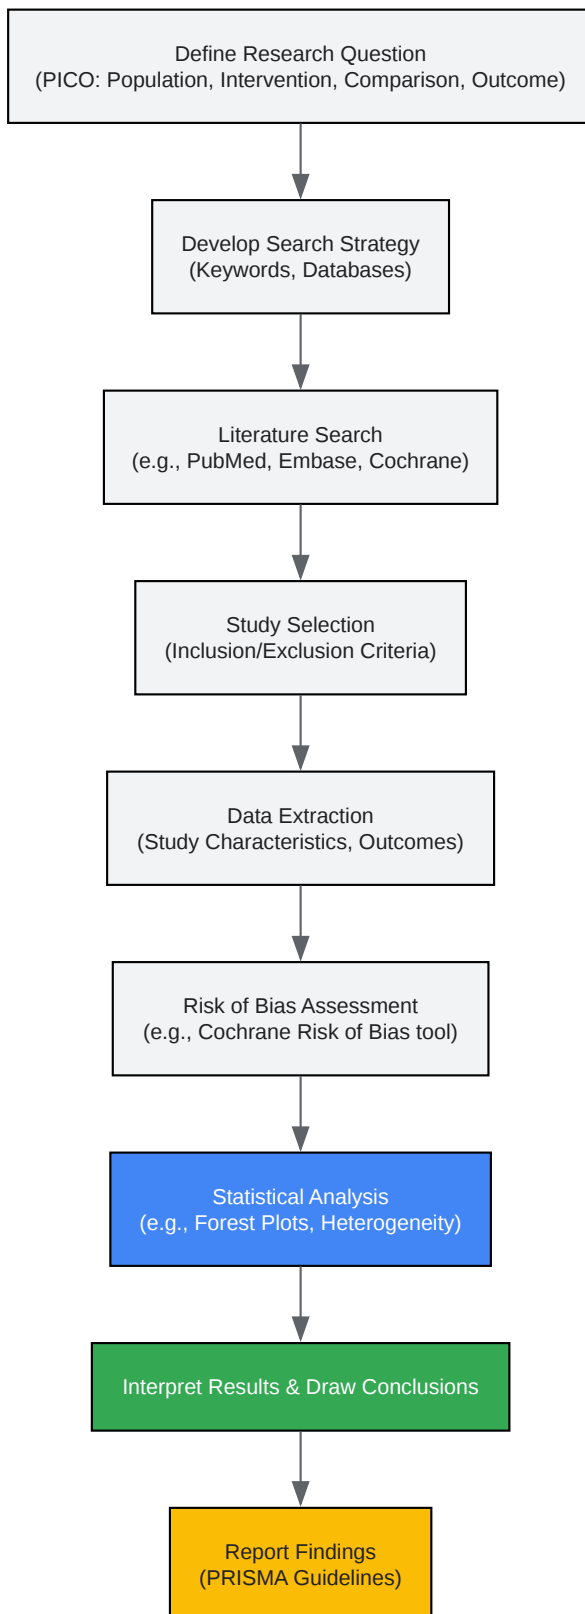 Define Research Question
(PICO: Population, Intervention, Comparison, Outcome)
Develop Search Strategy
(Keywords, Databases)
Literature Search
(e.g., PubMed, Embase, Cochrane)
Study Selection
(Inclusion/Exclusion Criteria)
Data Extraction
(Study Characteristics, Outcomes)
Risk of Bias Assessment
(e.g., Cochrane Risk of Bias tool)
Statistical Analysis
(e.g., Forest Plots, Heterogeneity)
Interpret Results & Draw Conclusions
Report Findings
(PRISMA Guidelines)